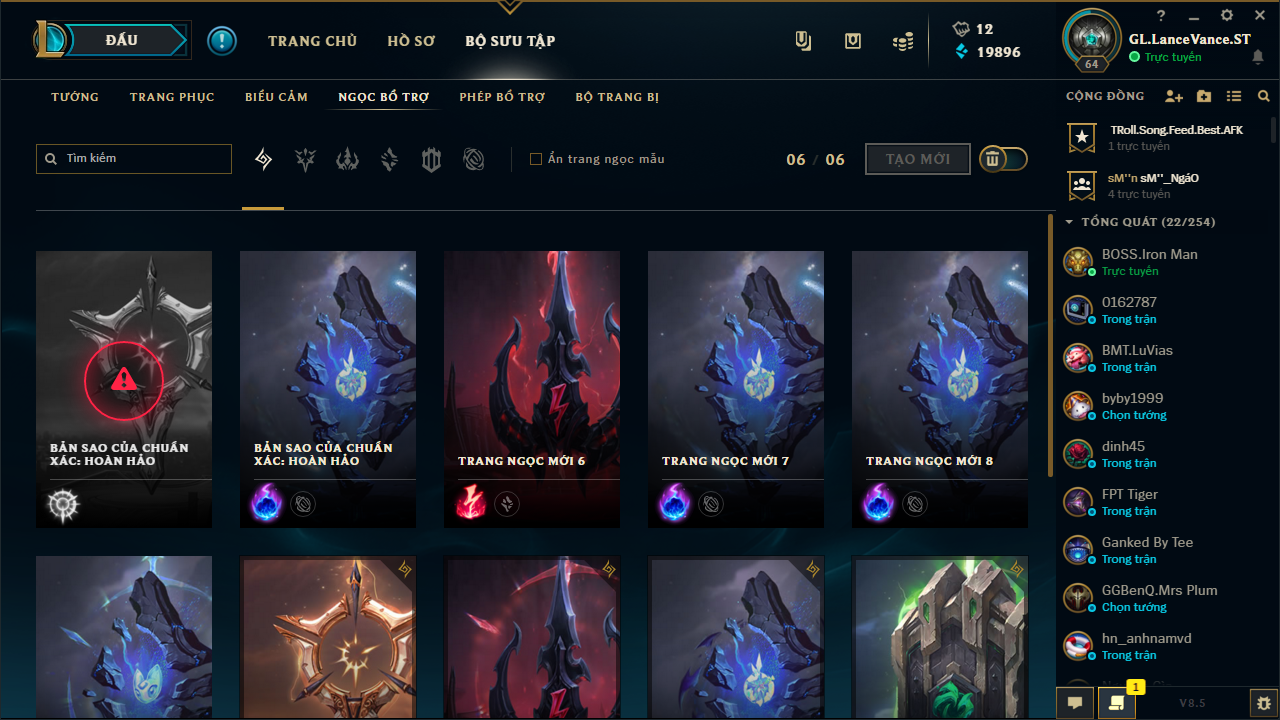 ĐẤU
TRANG CHỦ
HỒ SƠ
BỘ SƯU TẬP
12
19896
64
GL.LanceVance.ST
Trực tuyến
TƯỚNG
TRANG PHỤC
BIỂU CẢM
NGỌC BỔ TRỢ
PHÉP BỔ TRỢ
BỘ TRANG BỊ
Tìm kiếm
Ẩn trang ngọc mẫu
06 / 06
TẠO MỚI
BẢN SAO CỦA CHUẨN
XÁC: HOÀN HẢO
BẢN SAO CỦA CHUẨN
XÁC: HOÀN HẢO
TRANG NGỌC MỚI 6
TRANG NGỌC MỚI 7
TRANG NGỌC MỚI 8
CỘNG ĐỒNG
TRoll.Song.Feed.Best.AFK
1 trực tuyến
sM''n sM''_NgáO
4 trực tuyến
TỔNG QUÁT (22/254)
BOSS.Iron Man
Trực tuyến
0162787
Trong trận
BMT.LuVias
Trong trận
byby1999
Chọn tướng
dinh45
Trong trận
FPT Tiger
Trong trận
Ganked By Tee
Trong trận
GGBenQ.Mrs Plum
Chọn tướng
hn_anhnamvd
Trong trận
1
V8.5